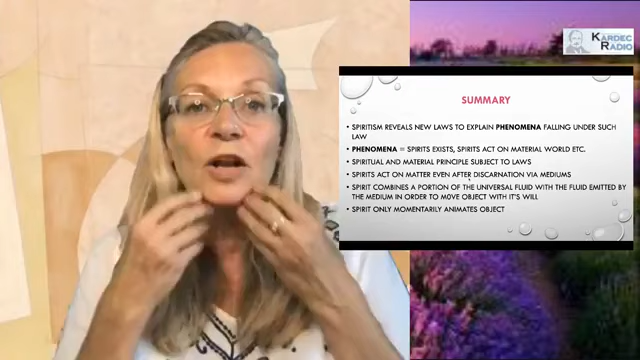 KARDEC
RADIO
SUMMARY
• SPIRITISM REVEALS NEW LAWS TO EXPLAIN PHENOMENA FALLING UNDER SUCH
LAW
• PHENOMENA = SPIRITS EXISTS, SPIRITS ACT ON MATERIAL WORLD ETC.
• SPIRITUAL AND MATERIAL PRINCIPLE SUBJECT TO LAWS
• SPIRITS ACT ON MATTER EVEN AFTER DISCARNATION VIA MEDIUMS
• SPIRIT COMBINES A PORTION OF THE UNIVERSAL FLUID WITH THE FLUID EMITTED BY
THE MEDIUM IN ORDER TO MOVE OBJECT WITH IT'S WILL
• SPIRIT ONLY MOMENTARILY ANIMATES OBJECT